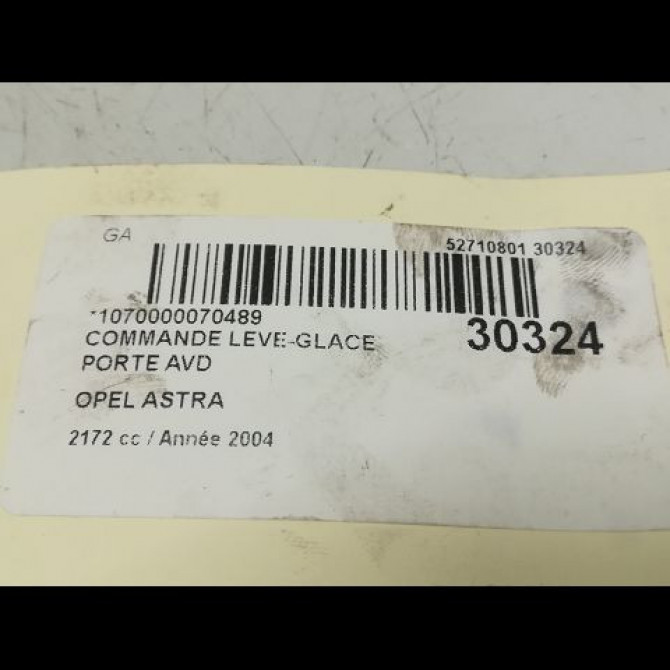 GA
52710801 30324
*1070000070489
30324
COMMANDE LEVE-GLACE
PORTE AVD
OPEL ASTRA
2172 cc / Année 2004